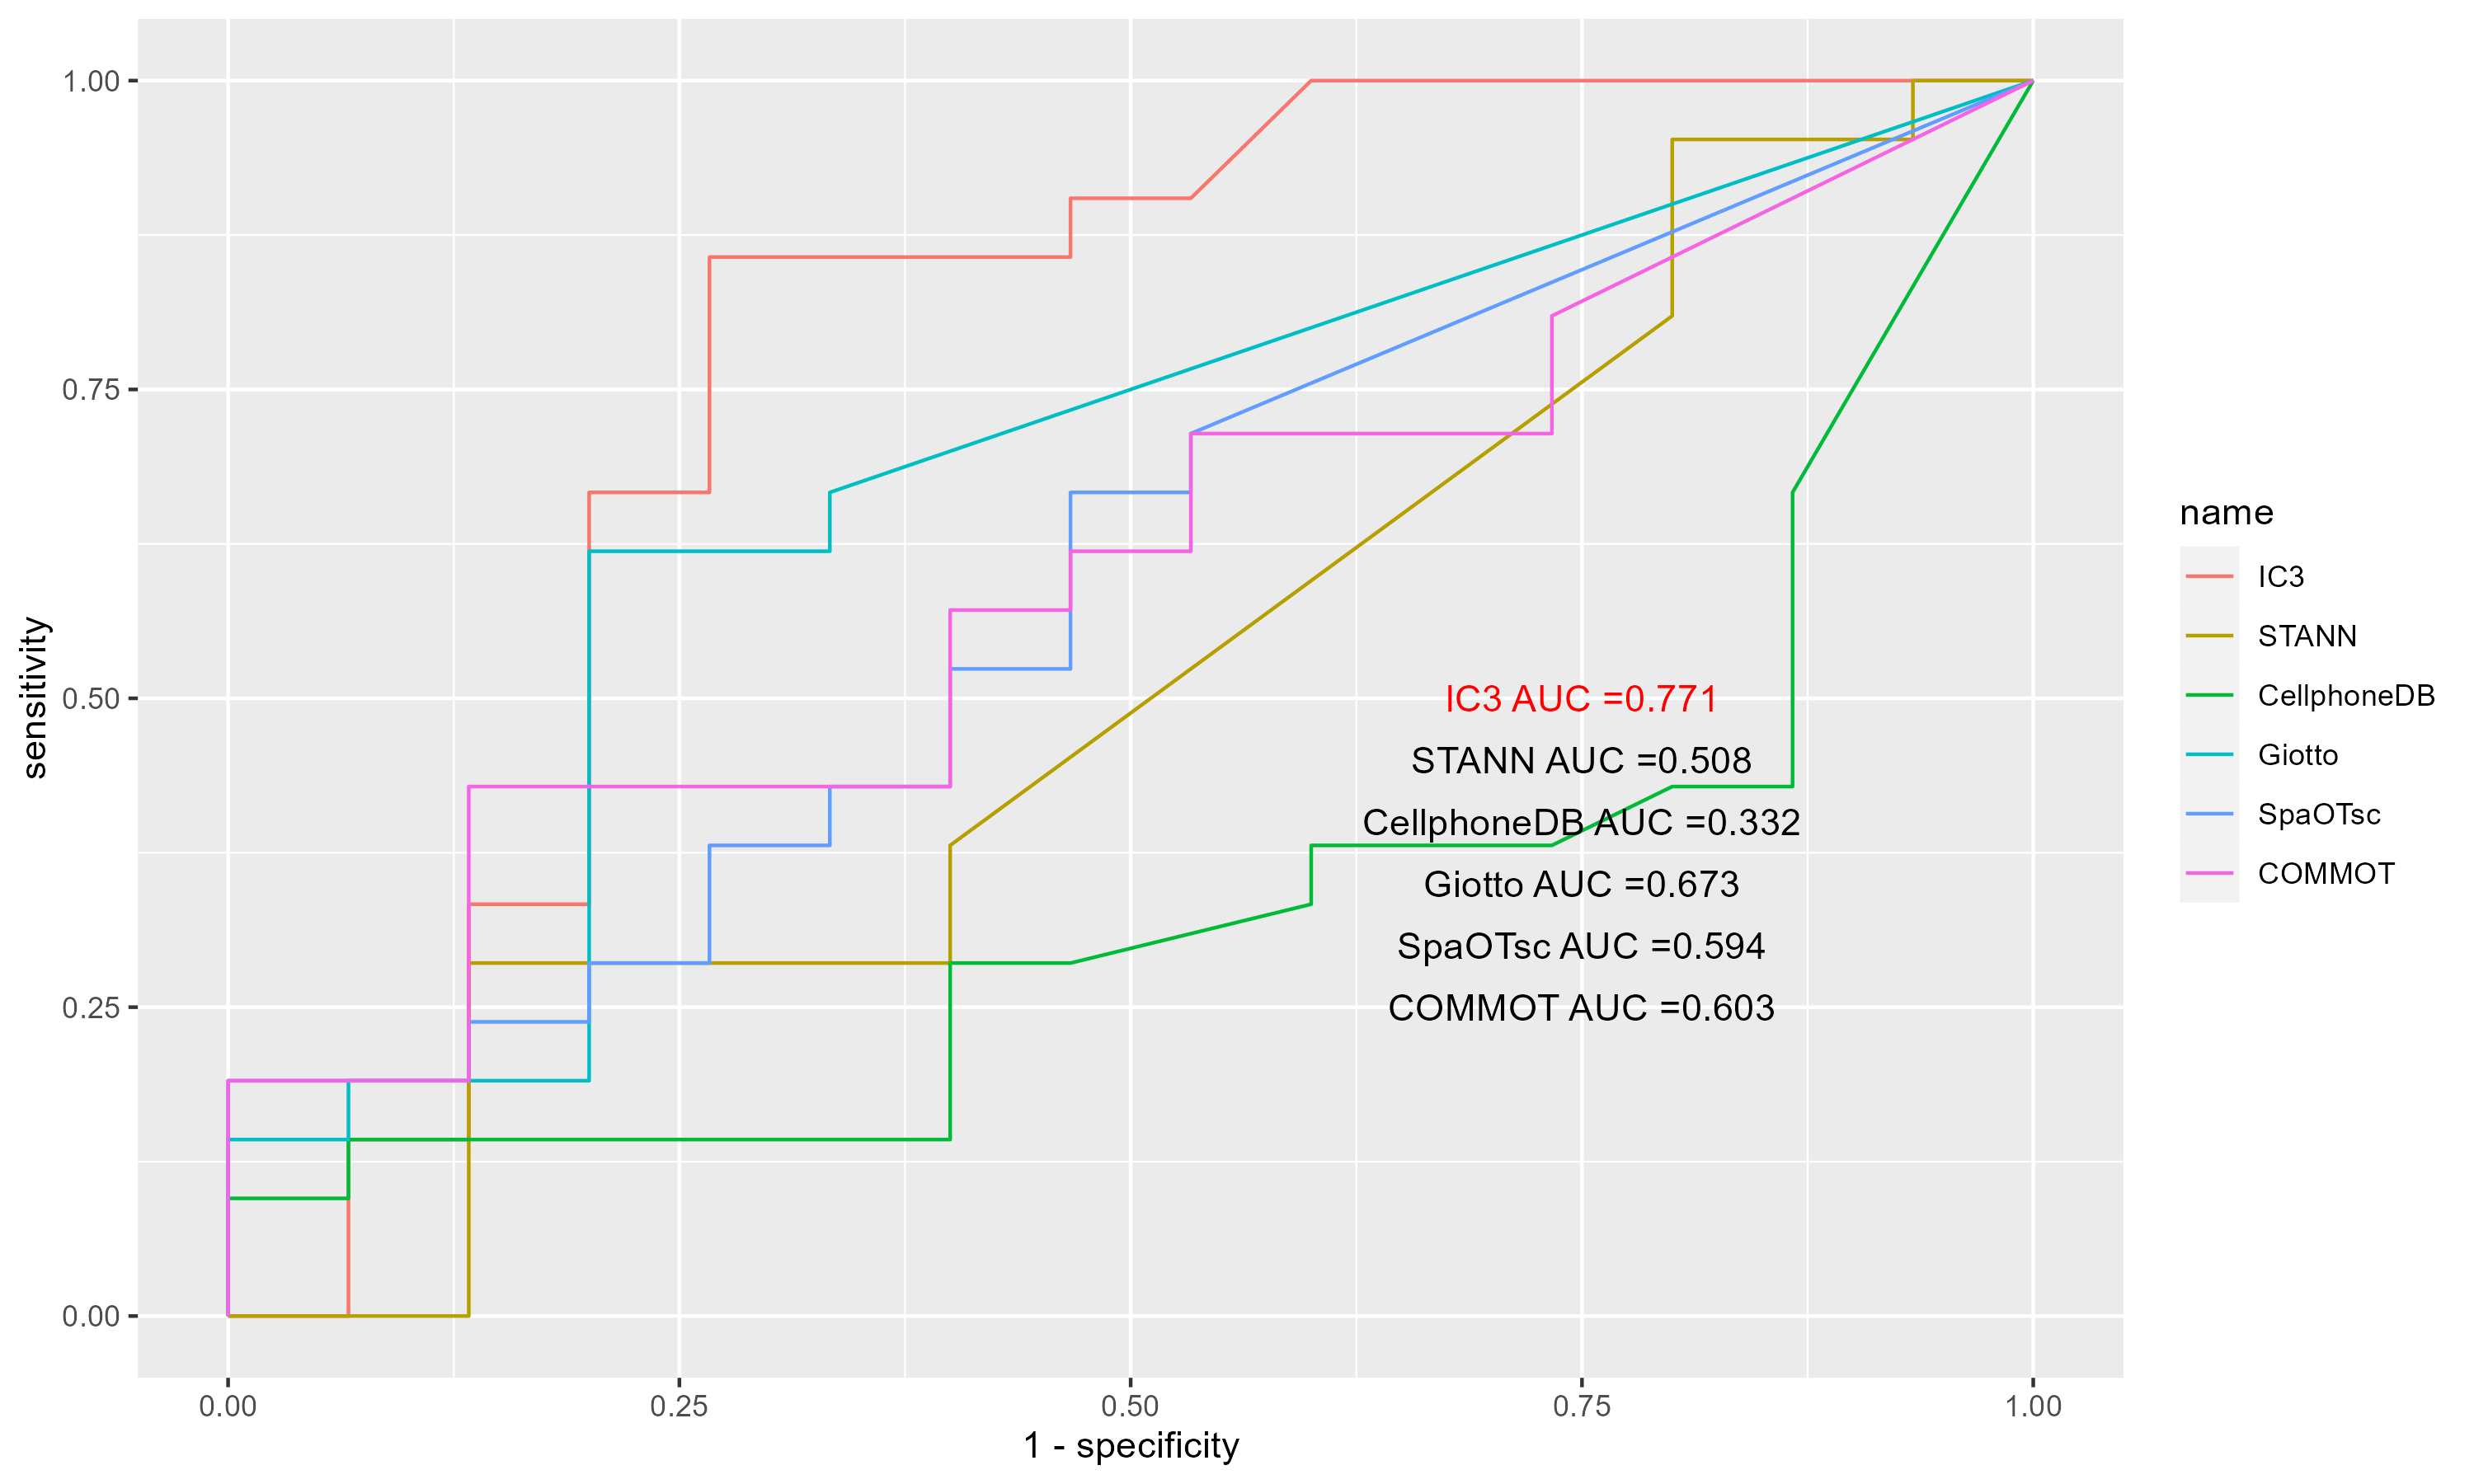 1.00
0.75
0.50
0.25
0.00
sensitivity
0.00
0.25
0.50
0.75
1.00
1 - specificity
IC3 AUC =0.771
STANN AUC =0.508
CellphoneDB AUC =0.332
Giotto AUC =0.673
SpaOTsc AUC =0.594
COMMOT AUC =0.603
name
IC3
STANN
CellphoneDB
Giotto
SpaOTsc
COMMOT